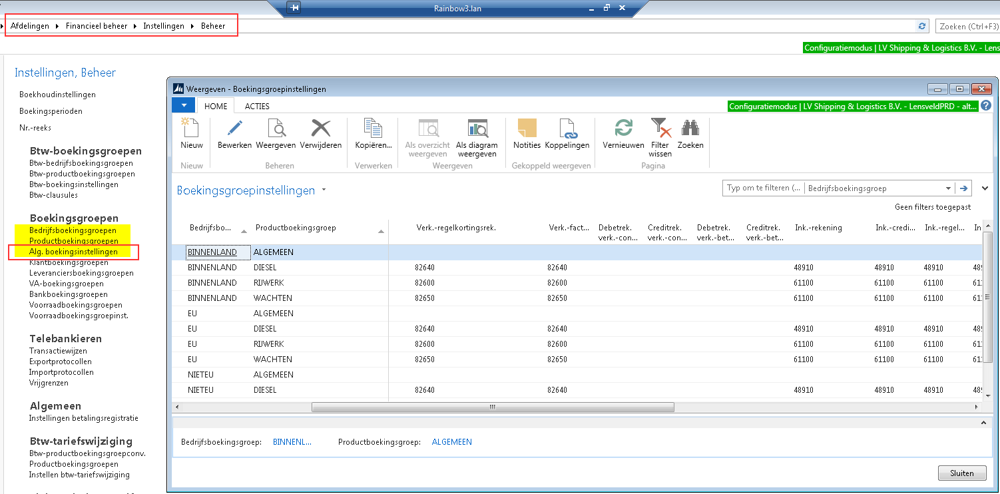 Rainbow3.lan
Afdelingen Financieel beheer Instellingen Beheer
Zoeken (Ctrl+F3)
Configuratiemodus | LV Shipping & Logistics B.V. - Lens
Instellingen, Beheer
Boekhoudinstellingen
Boekingsperioden
Nr.-reeks
Btw-boekingsgroepen
Btw-bedrijfsboekingsgroepen
Btw-productboekingsgroepen
Btw-boekingsinstellingen
Btw-clausules
Boekingsgroepen
Bedrijfsboekingsgroepen
Productboekingsgroepen
Alg. boekingsinstellingen
Klantboekingsgroepen
Leveranciersboekingsgroepen
VA-boekingsgroepen
Bankboekingsgroepen
Voorraadboekingsgroepen
Voorraadboekingsgroepinst.
Telebankieren
Transactiewijzen
Exportprotocollen
Importprotocollen
Vrijgrenzen
Algemeen
Instellingen betalingsregistratie
Btw-tariefswijziging
Btw-productboekingsgroepconv.
Productboekingsgroepen
Instellen btw-tariefswijziging
Weergeven - Boekingsgroepinstellingen
HOME ACTIES
Configuratiemodus | LV Shipping & Logistics B.V. - LensveldPRD - alt...
Nieuw Bewerken Weergeven Verwijderen Kopiëren... Als overzicht weergeven Als diagram weergeven Notities Koppelingen Vernieuwen Filter wissen Zoeken
Nieuw Beheren Verwerken Weergeven Gekoppeld weergeven Pagina
Boekingsgroepinstellingen
Typ om te filteren (... Bedrijfsboekingsgroep
Geen filters toegepast
Bedrijfsbo... Productboekingsgroep Verk.-regelkortingsrek. Verk.-fact... Debetrek. verk.-con... Creditrek. verk.-con... Debetrek. verk.-bet... Creditrek. verk.-bet... Ink.-rekening Ink.-credi... Ink.-regel... In
BINNENLAND ALGEMEEN
BINNENLAND DIESEL 82640 82640 48910 48910 48910 489
BINNENLAND RIJWERK 82600 82600 61100 61100 61100 61
BINNENLAND WACHTEN 82650 82650 61100 61100 61100 61
EU ALGEMEEN
EU DIESEL 82640 82640 48910 48910 48910 489
EU RIJWERK 82600 82600 61100 61100 61100 61
EU WACHTEN 82650 82650 61100 61100 61100 61
NIETEU ALGEMEEN
NIETEU DIESEL 82640 82640 48910 48910 48910 489
Bedrijfsboekingsgroep: BINNENL... Productboekingsgroep: ALGEMEEN
Sluiten